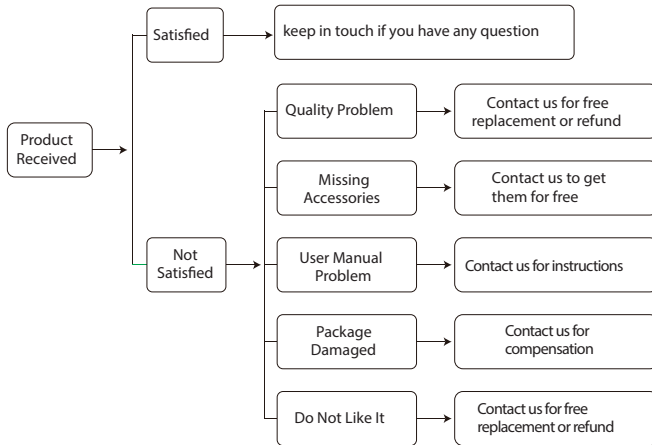 Satisfied
keep in touch if you have any question
Product
Received
Not
Satisfied
Quality Problem
Contact us for free
replacement or refund
Missing
Accessories
Contact us to get
them for free
User Manual
Problem
Contact us for instructions
Package
Damaged
Contact us for
compensation
Do Not Like It
Contact us for free
replacement or refund